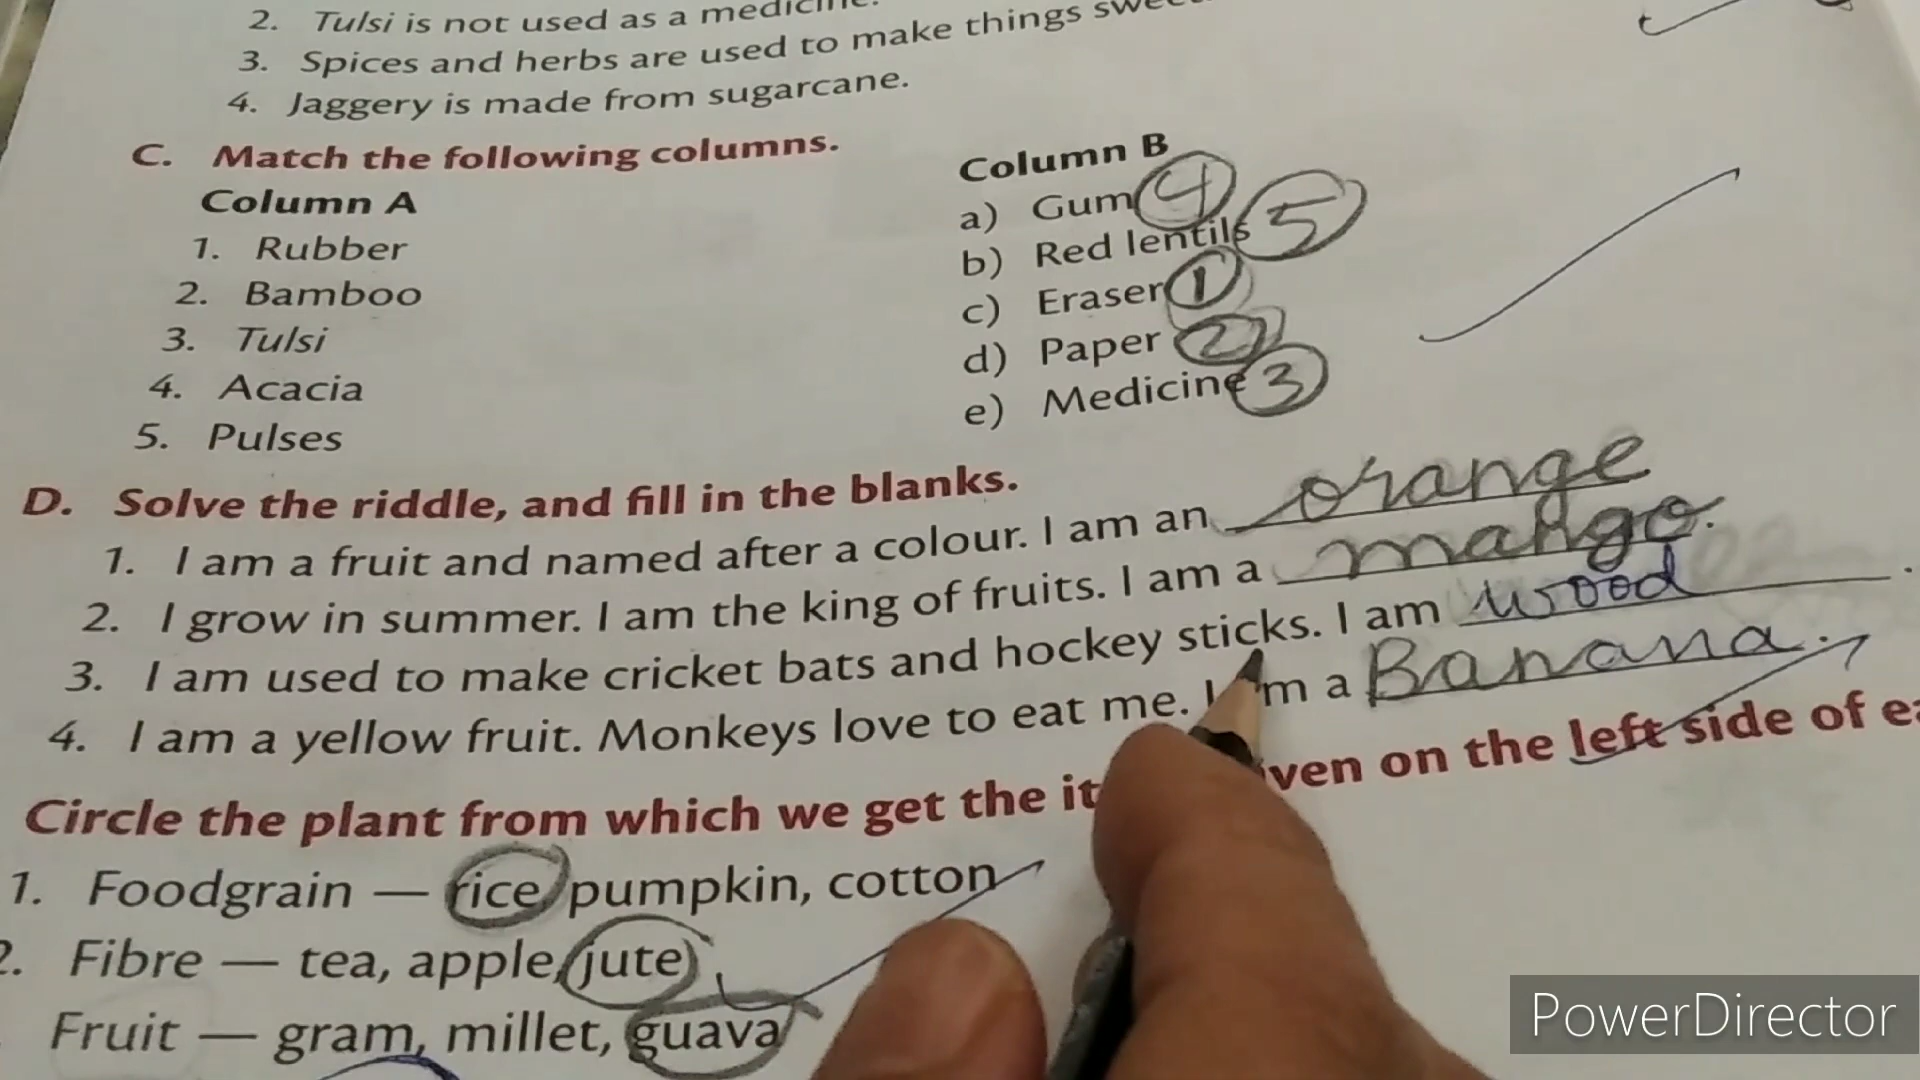 2. Tulsi is not used as a medicine.
3. Spices and herbs are used to make things
4. Jaggery is made from sugarcane.
C. Match the following columns.
Column A Column B
1. Rubber a) Gum 4
2. Bamboo b) Red lentils 5
3. Tulsi c) Eraser 1
4. Acacia d) Paper 2
5. Pulses e) Medicine 3
D. Solve the riddle, and fill in the blanks.
1. I am a fruit and named after a colour. I am an orange
2. I grow in summer. I am the king of fruits. I am a mango.
3. I am used to make cricket bats and hockey sticks. I am wood.
4. I am a yellow fruit. Monkeys love to eat me. I m a Banana.
Circle the plant from which we get the it ven on the left side of
1. Foodgrain — rice, pumpkin, cotton
2. Fibre — tea, apple, jute
Fruit — gram, millet, guava
PowerDirector